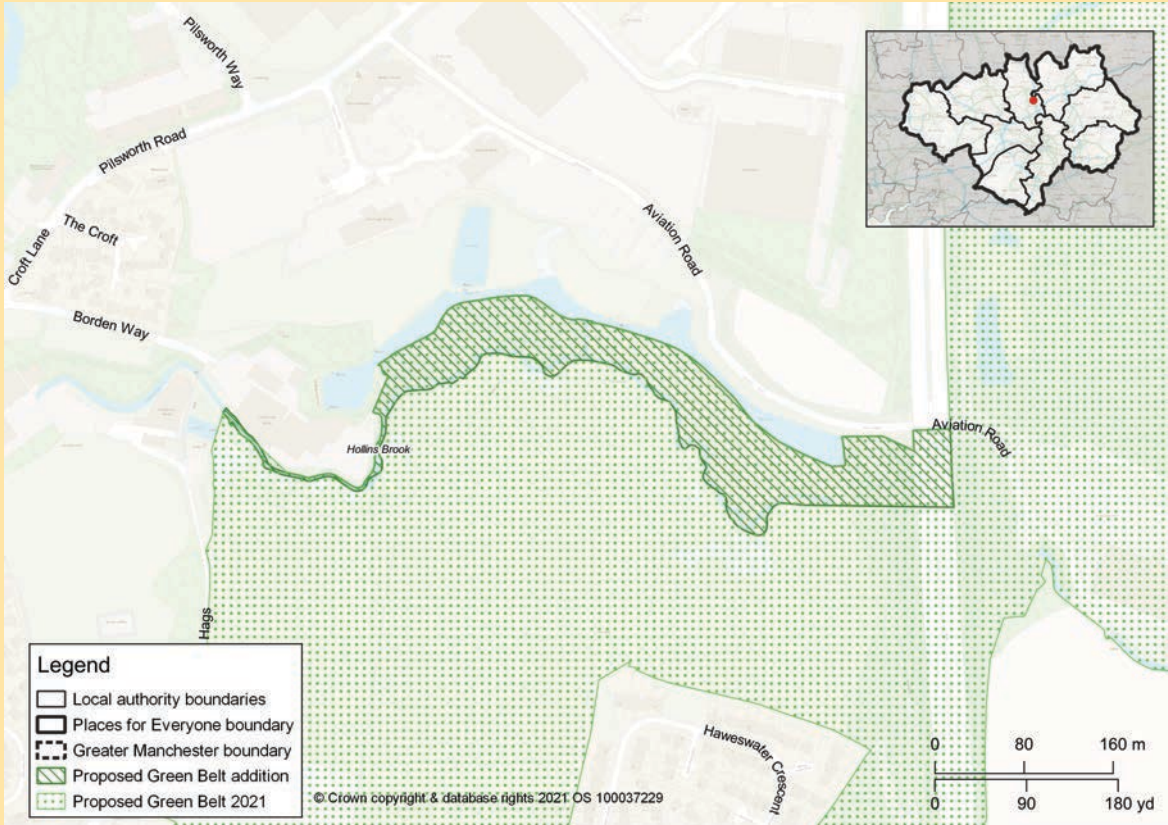 Pilsworth Way
Pilsworth Road
The Croft
Croft Lane
Borden Way
Aviation Road
Aviation Road
Hollins Brook
Hags
Haweswater Crescent
Legend
Local authority boundaries
Places for Everyone boundary
Greater Manchester boundary
Proposed Green Belt addition
Proposed Green Belt 2021
© Crown copyright & database rights 2021 OS 100037229
0 80 160 m
0 90 180 yd